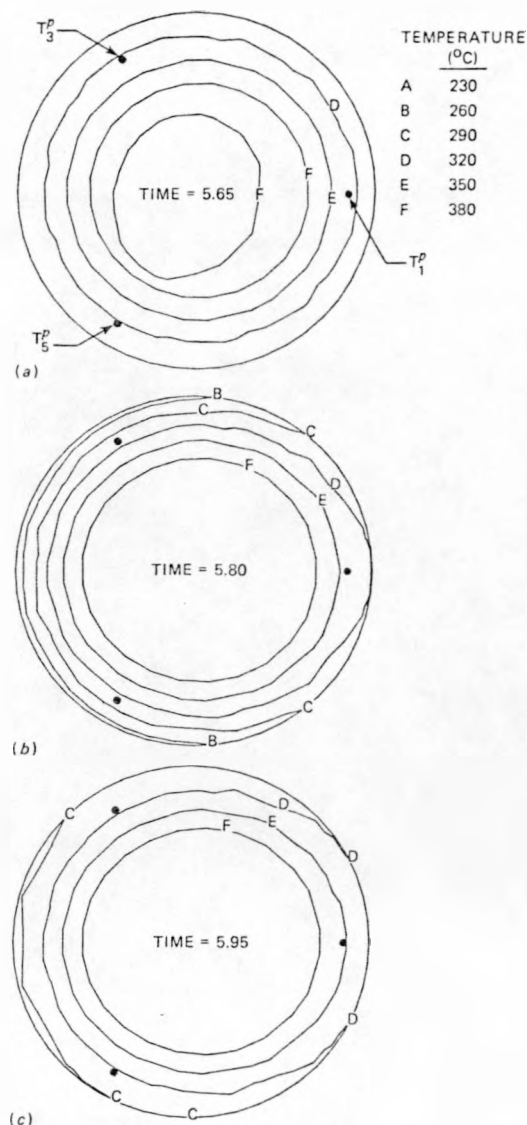 T₃ᵖ
TEMPERATURE
(°C)
A 230
B 260
C 290
D 320
E 350
F 380
D
F
F
E
TIME = 5.65
T₁ᵖ
T₅ᵖ
(a)
B
C
C
F
D
E
TIME = 5.80
C
B
(b)
C
D
F
E
D
TIME = 5.95
D
C
C
(c)